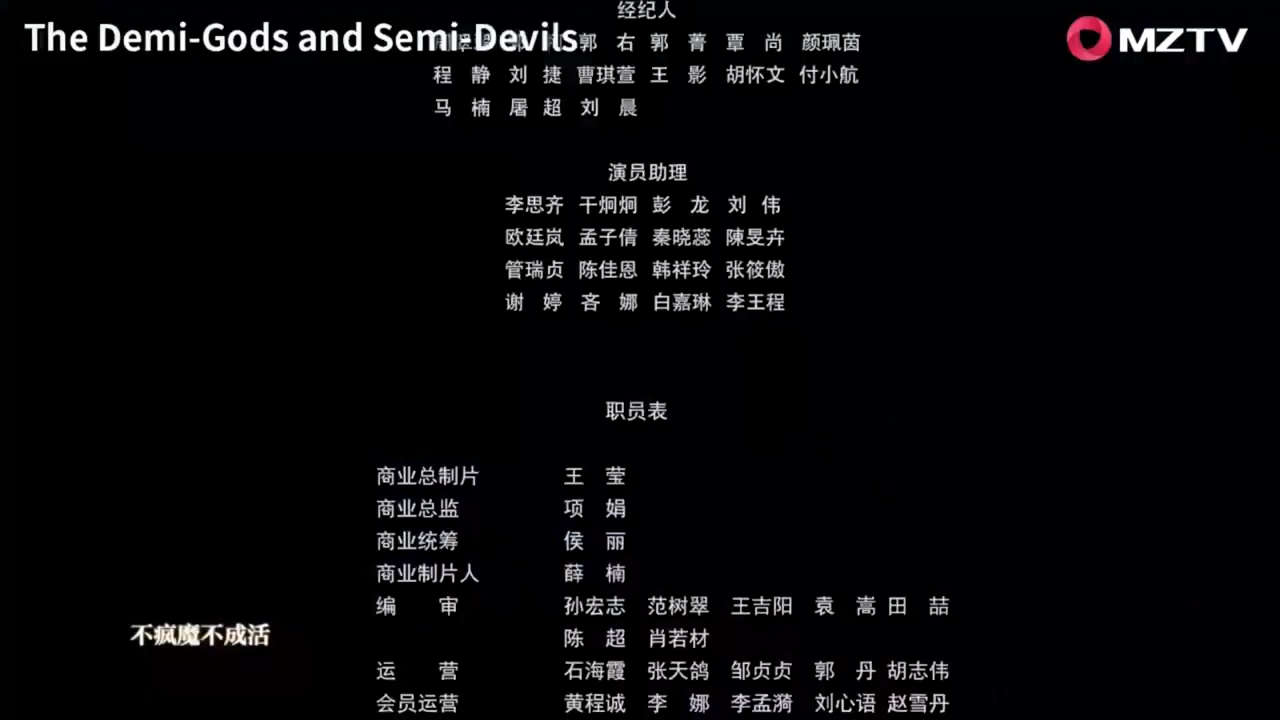 经纪人
The Demi-Gods and Semi-Devils
MZTV
郭 右 郭 菁 覃 尚 颜珮茵
程 静 刘 捷 曹琪萱 王 影 胡怀文 付小航
马 楠 屠 超 刘 晨
演员助理
李思齐 干炯炯 彭 龙 刘 伟
欧廷岚 孟子倩 秦晓蕊 陳旻卉
管瑞贞 陈佳恩 韩祥玲 张筱傲
谢 婷 吝 娜 白嘉琳 李王程
职员表
商业总制片 王 莹
商业总监 项 娟
商业统筹 侯 丽
商业制片人 薛 楠
编 审 孙宏志 范树翠 王吉阳 袁 嵩 田 喆
陈 超 肖若材
不疯魔不成活
运 营 石海霞 张天鸽 邹贞贞 郭 丹 胡志伟
会员运营 黄程诚 李 娜 李孟漪 刘心语 赵雪丹